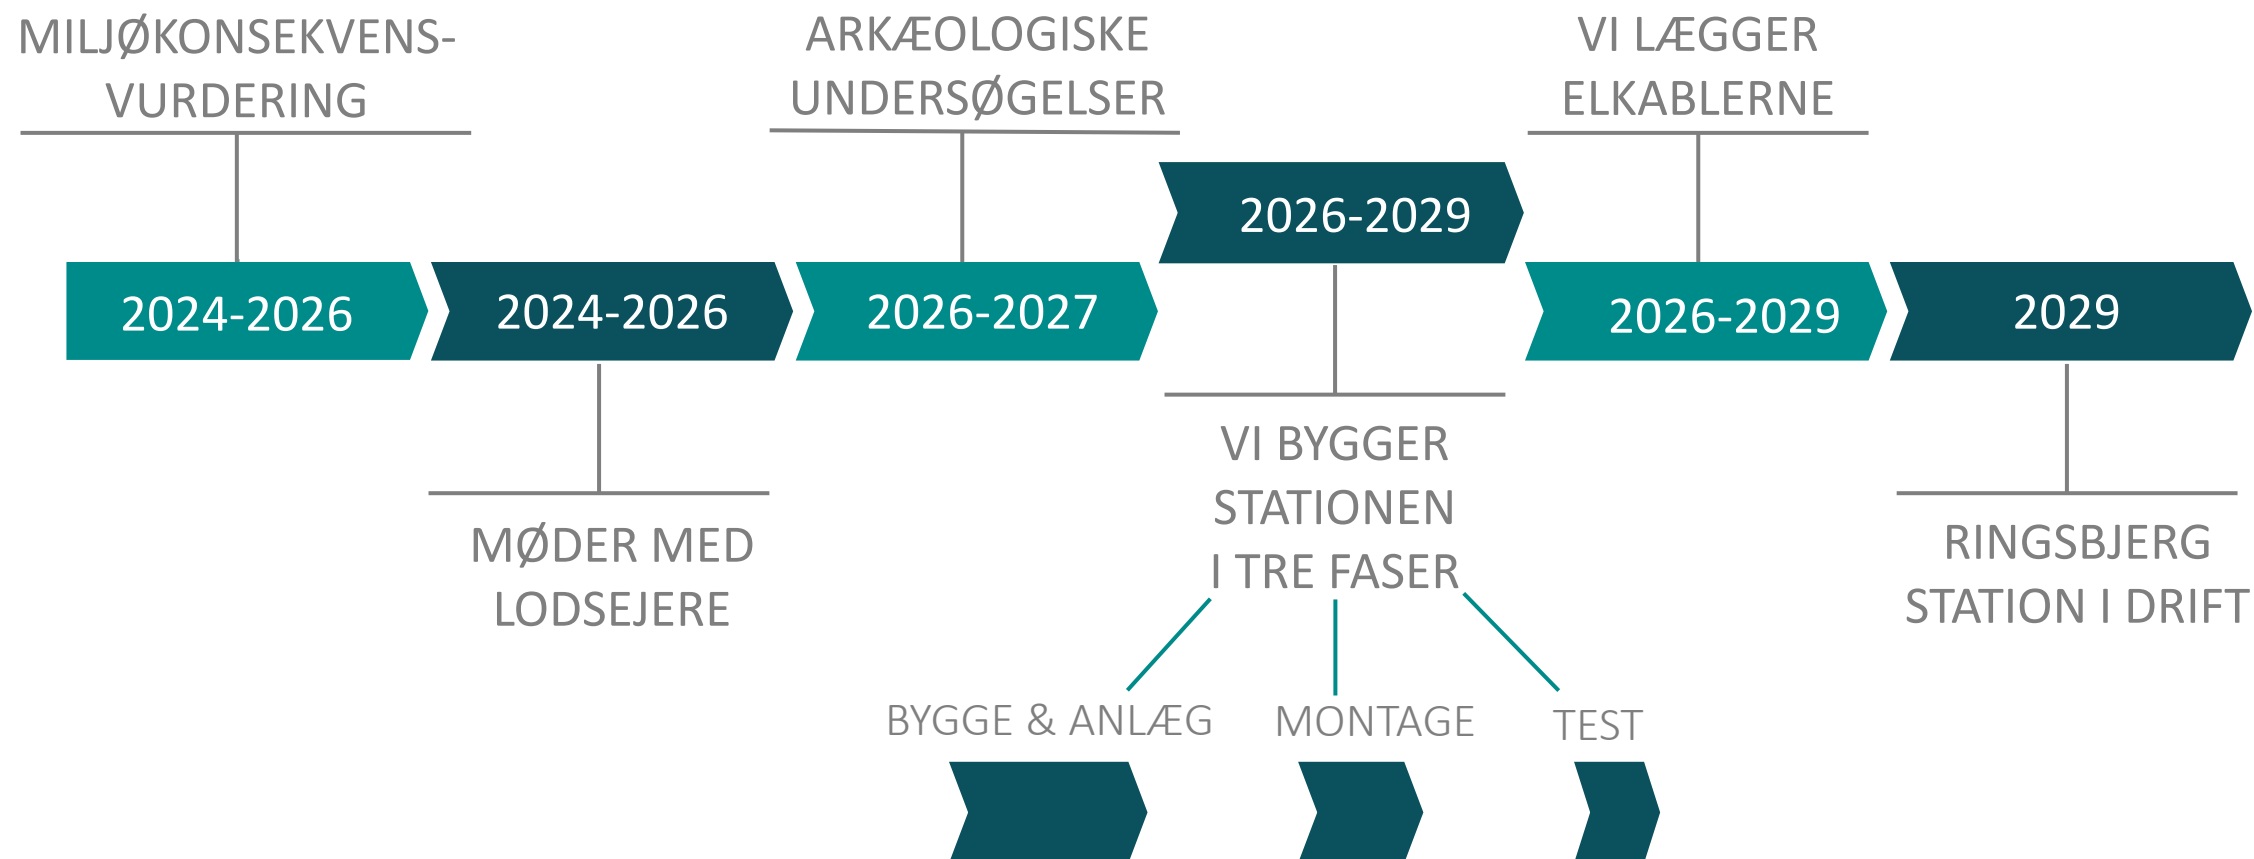 MILJØKONSEKVENS-
VURDERING
ARKÆOLOGISKE
UNDERSØGELSER
VI LÆGGER
ELKABLERNE
2024-2026
2024-2026
2026-2027
2026-2029
2026-2029
2029
MØDER MED
LODSEJERE
VI BYGGER
STATIONEN
I TRE FASER
RINGSBJERG
STATION I DRIFT
BYGGE & ANLÆG
MONTAGE
TEST